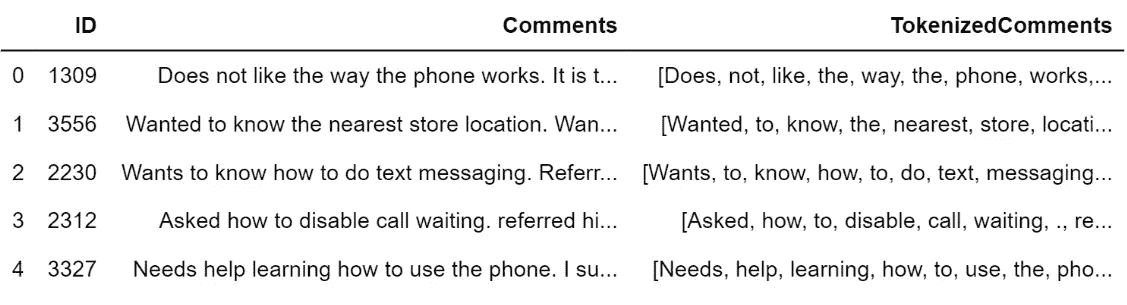 ID Comments TokenizedComments
0 1309 Does not like the way the phone works. It is t... [Does, not, like, the, way, the, phone, works,...
1 3556 Wanted to know the nearest store location. Wan... [Wanted, to, know, the, nearest, store, locati...
2 2230 Wants to know how to do text messaging. Referr... [Wants, to, know, how, to, do, text, messaging...
3 2312 Asked how to disable call waiting. referred hi... [Asked, how, to, disable, call, waiting, ., re...
4 3327 Needs help learning how to use the phone. I su... [Needs, help, learning, how, to, use, the, pho...